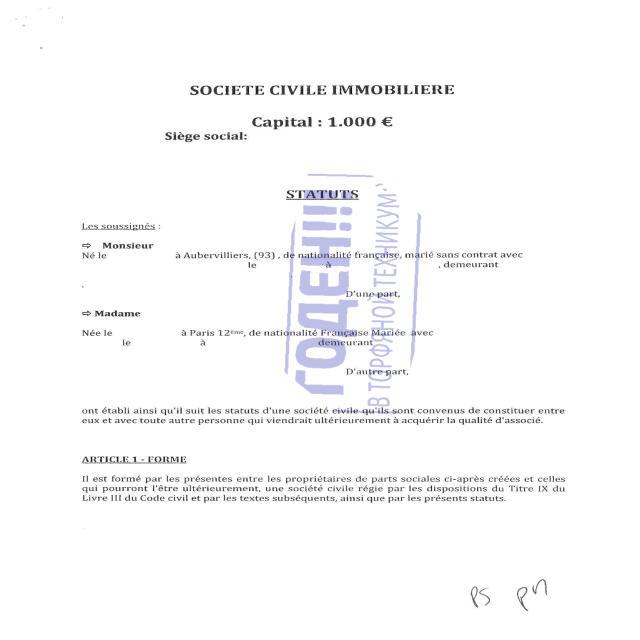 SOCIETE CIVILE IMMOBILIERE
Capital : 1.000 €
Siège social:
STATUTS
Les soussignés :
⇨ Monsieur
Né le à Aubervilliers, (93) , de nationalité française, marié sans contrat avec
le à , demeurant
.
D'une part,
⇨ Madame
Née le à Paris 12ème, de nationalité Française Mariée avec
le à demeurant
D'autre part,
ont établi ainsi qu'il suit les statuts d'une société civile qu'ils sont convenus de constituer entre
eux et avec toute autre personne qui viendrait ultérieurement à acquérir la qualité d'associé.
ARTICLE 1 - FORME
Il est formé par les présentes entre les propriétaires de parts sociales ci-après créées et celles
qui pourront l'être ultérieurement, une société civile régie par les dispositions du Titre IX du
Livre III du Code civil et par les textes subséquents, ainsi que par les présents statuts.
ГОДЕН!!!
В ТОРФЯНОЙ ТЕХНИКУМ"
PS